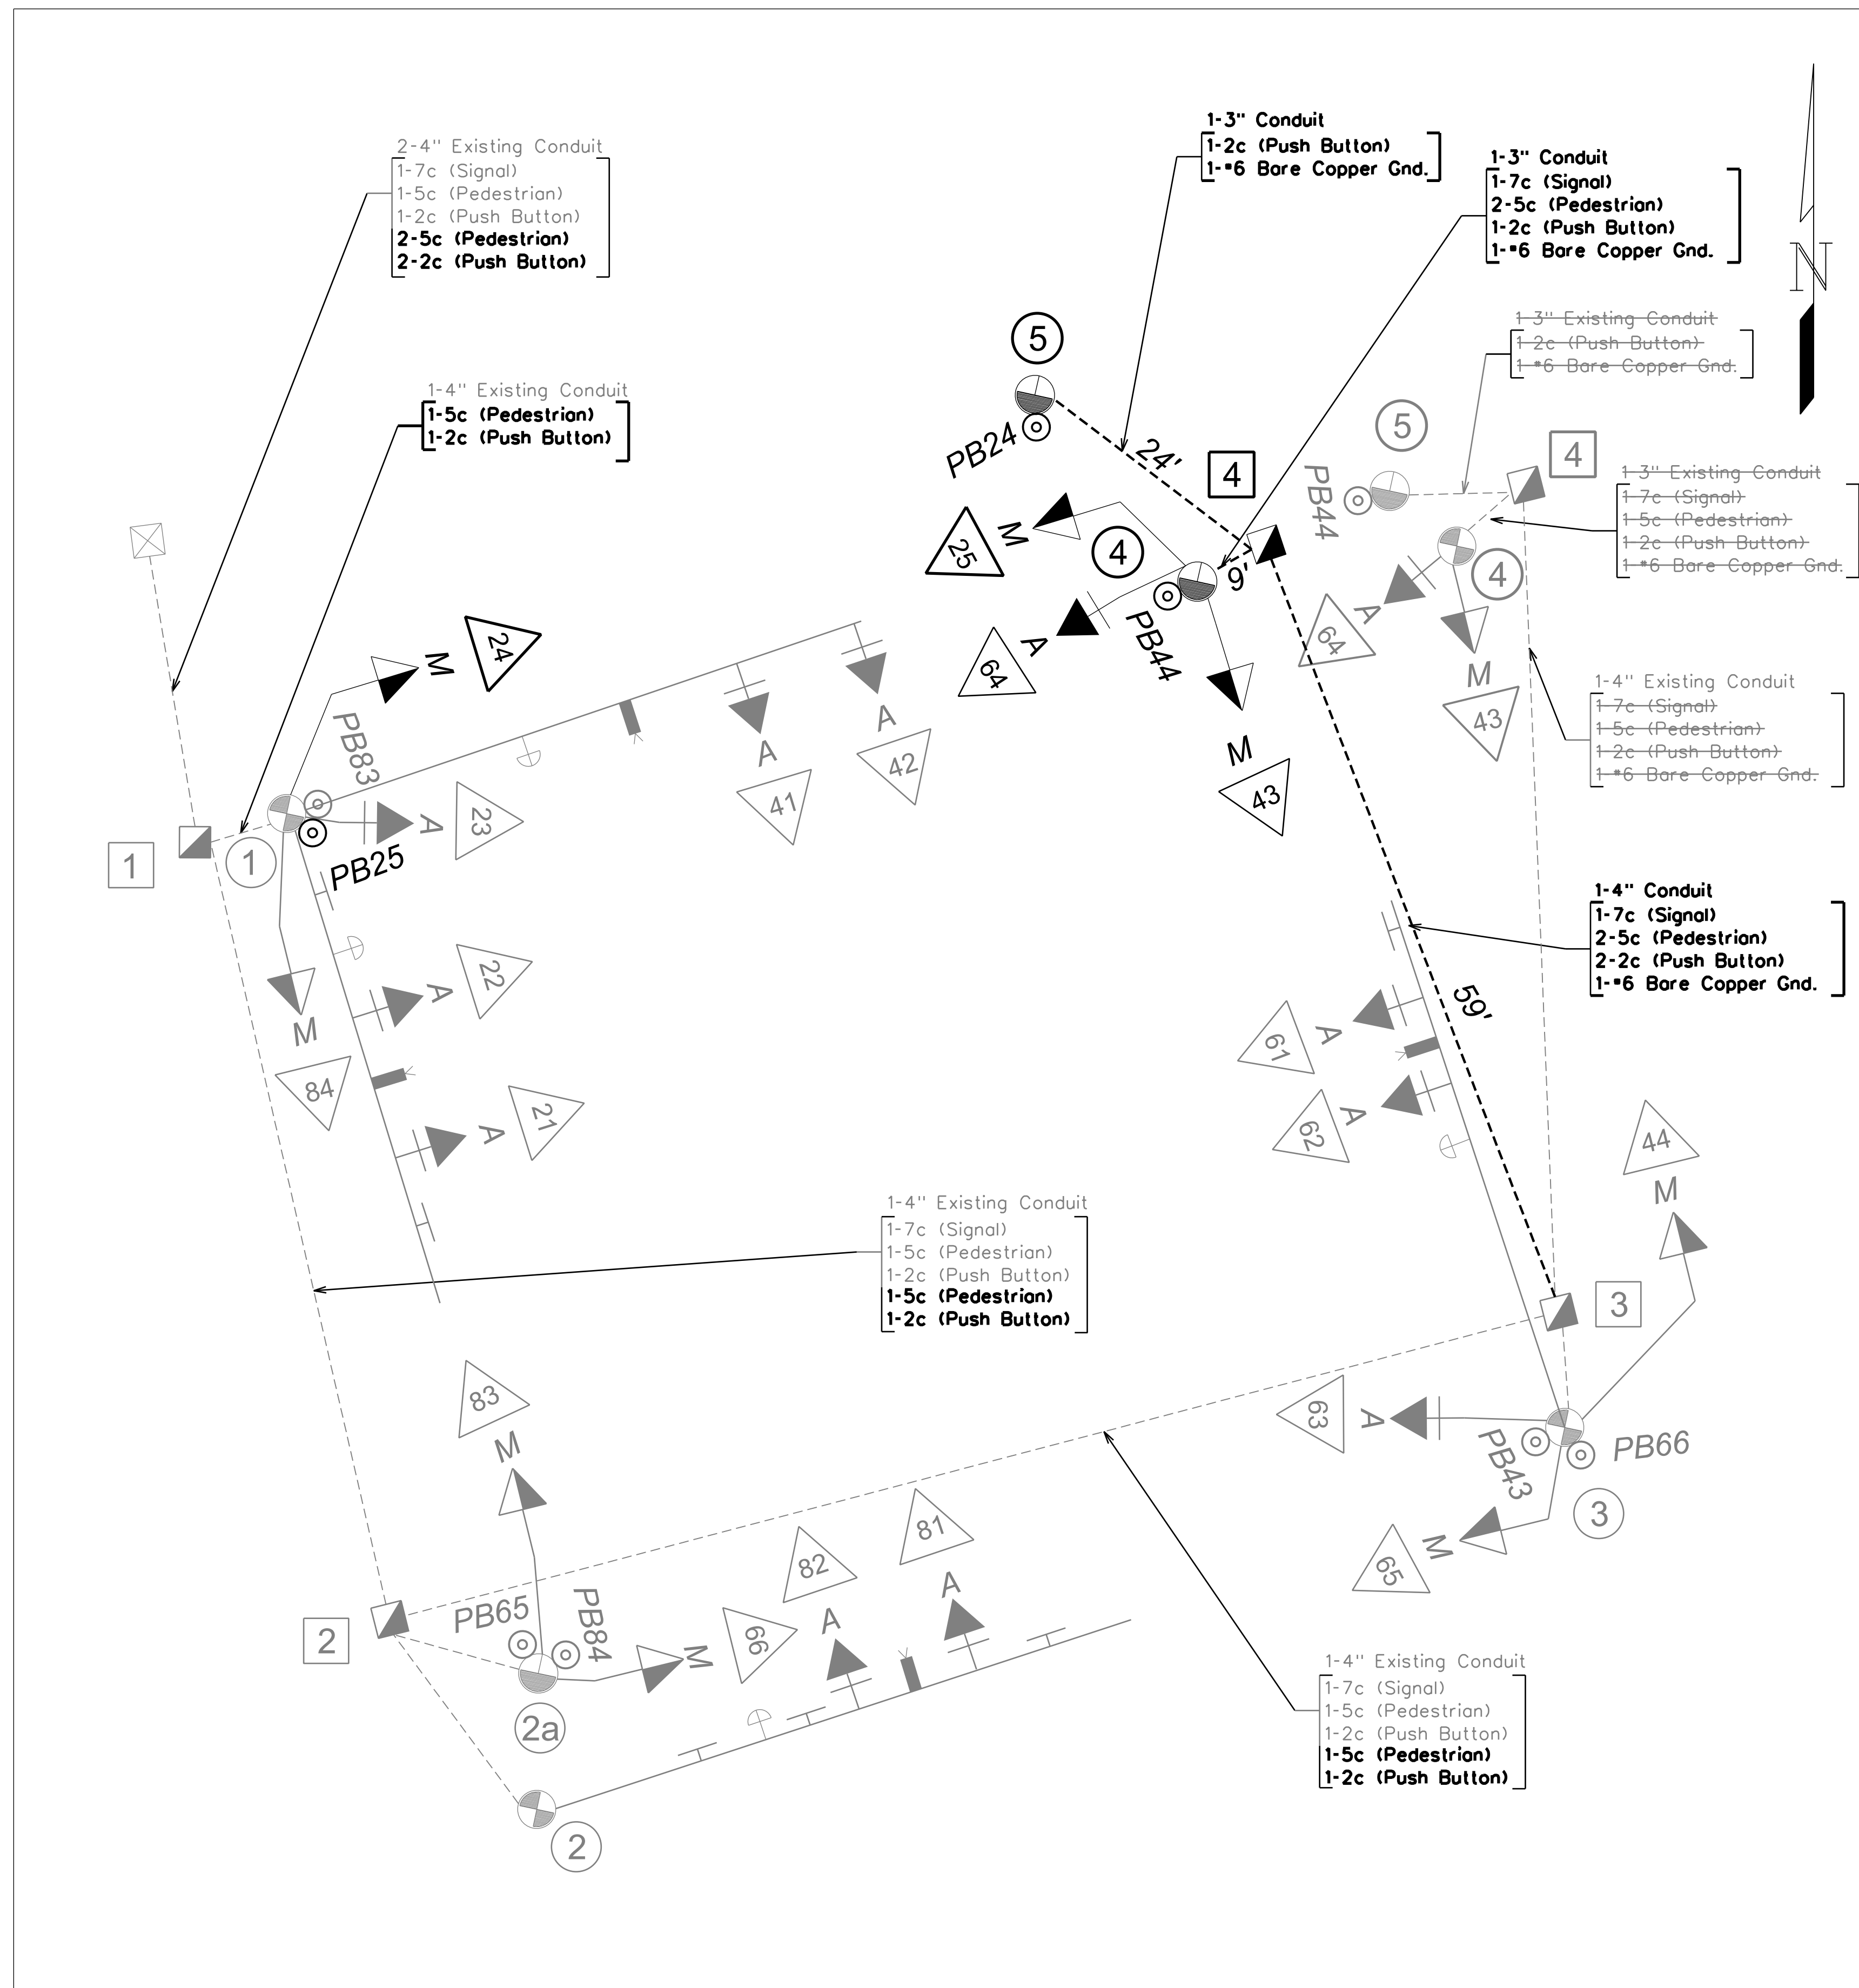 1-3" Conduit
1-2c (Push Button)
1-#6 Bare Copper Gnd.
2-4" Existing Conduit
1-7c (Signal)
1-5c (Pedestrian)
1-2c (Push Button)
2-5c (Pedestrian)
2-2c (Push Button)
1-3" Conduit
1-7c (Signal)
2-5c (Pedestrian)
1-2c (Push Button)
1-#6 Bare Copper Gnd.
N
1-3" Existing Conduit
1-2c (Push Button)
1-#6 Bare Copper Gnd.
5
1-4" Existing Conduit
1-5c (Pedestrian)
1-2c (Push Button)
5
PB24
24'
4
4
PB44
1-3" Existing Conduit
1-7c (Signal)
1-5c (Pedestrian)
1-2c (Push Button)
1-#6 Bare Copper Gnd.
25
M
4
9'
4
A
64
A
64
PB44
M
43
24
M
PB83
M
43
1-4" Existing Conduit
1-7c (Signal)
1-5c (Pedestrian)
1-2c (Push Button)
1-#6 Bare Copper Gnd.
A
41
A
42
A
23
1
1
PB25
1-4" Conduit
1-7c (Signal)
2-5c (Pedestrian)
2-2c (Push Button)
1-#6 Bare Copper Gnd.
A
22
59'
M
84
61
A
A
21
62
A
44
M
1-4" Existing Conduit
1-7c (Signal)
1-5c (Pedestrian)
1-2c (Push Button)
1-5c (Pedestrian)
1-2c (Push Button)
3
83
M
63
A
PB43
PB66
3
65
M
81
A
82
A
PB65
PB84
66
M
2
2a
1-4" Existing Conduit
1-7c (Signal)
1-5c (Pedestrian)
1-2c (Push Button)
1-5c (Pedestrian)
1-2c (Push Button)
2